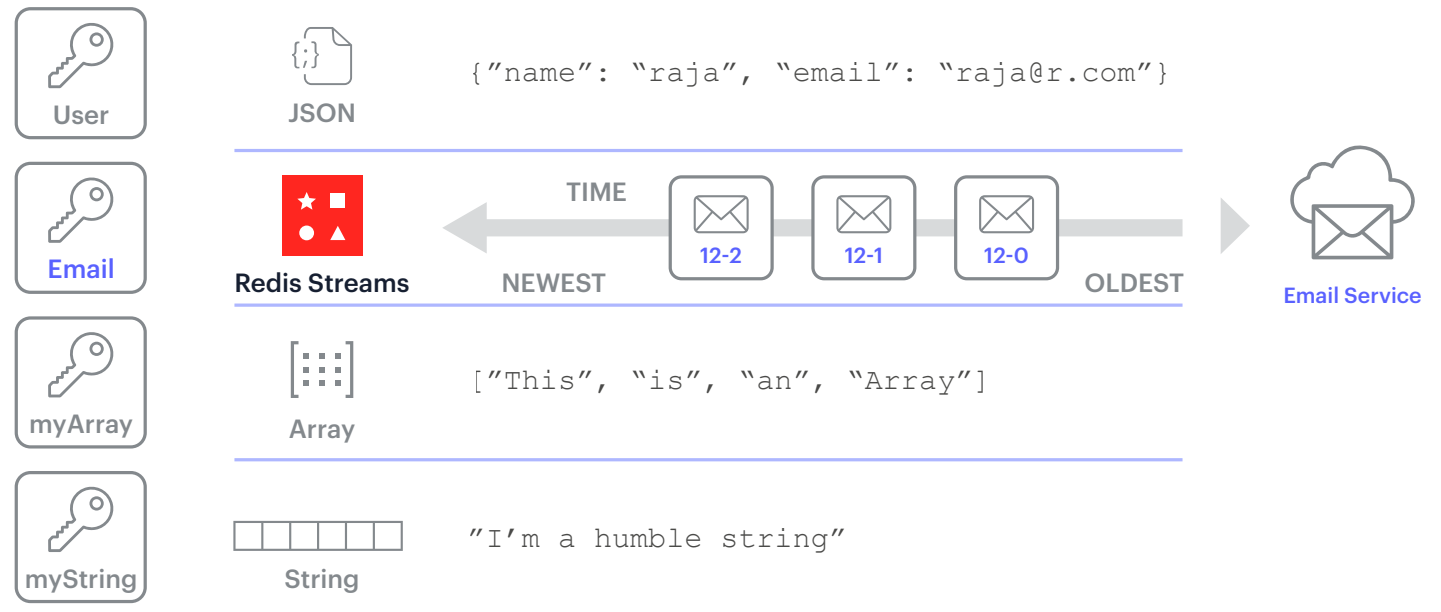 User
JSON
{”name”: “raja”, “email”: “raja@r.com”}
Email
Redis Streams
TIME
NEWEST
12-2
12-1
12-0
OLDEST
Email Service
myArray
Array
[”This”, “is”, “an”, “Array”]
myString
String
”I’m a humble string”